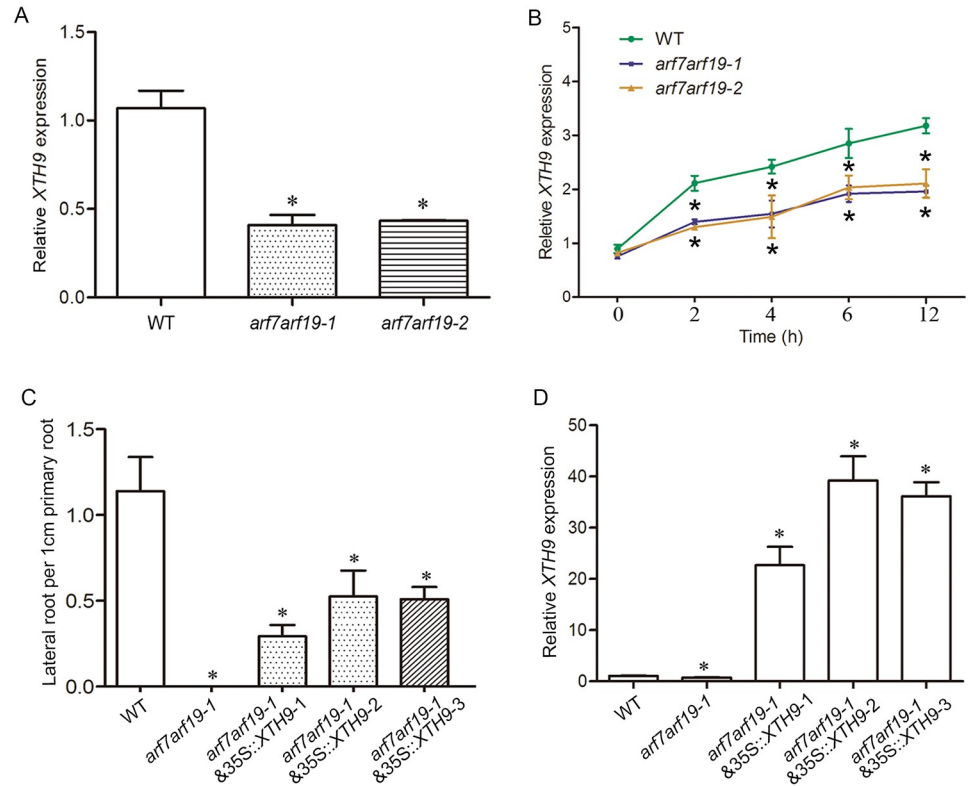 A
Relative XTH9 expression
1.5
1.0
0.5
0.0
*
*
WT
arf7arf19-1
arf7arf19-2
B
Reletive XTH9 expression
5
4
3
2
1
0
WT
arf7arf19-1
arf7arf19-2
*
*
*
*
*
*
*
*
0
2
4
6
12
Time (h)
C
Lateral root per 1cm primary root
1.5
1.0
0.5
0.0
*
*
*
*
WT
arf7arf19-1
arf7arf19-1
&35S::XTH9-1
arf7arf19-1
&35S::XTH9-2
arf7arf19-1
&35S::XTH9-3
D
Relative XTH9 expression
50
40
30
20
10
0
*
*
*
*
WT
arf7arf19-1
arf7arf19-1
&35S::XTH9-1
arf7arf19-1
&35S::XTH9-2
arf7arf19-1
&35S::XTH9-3